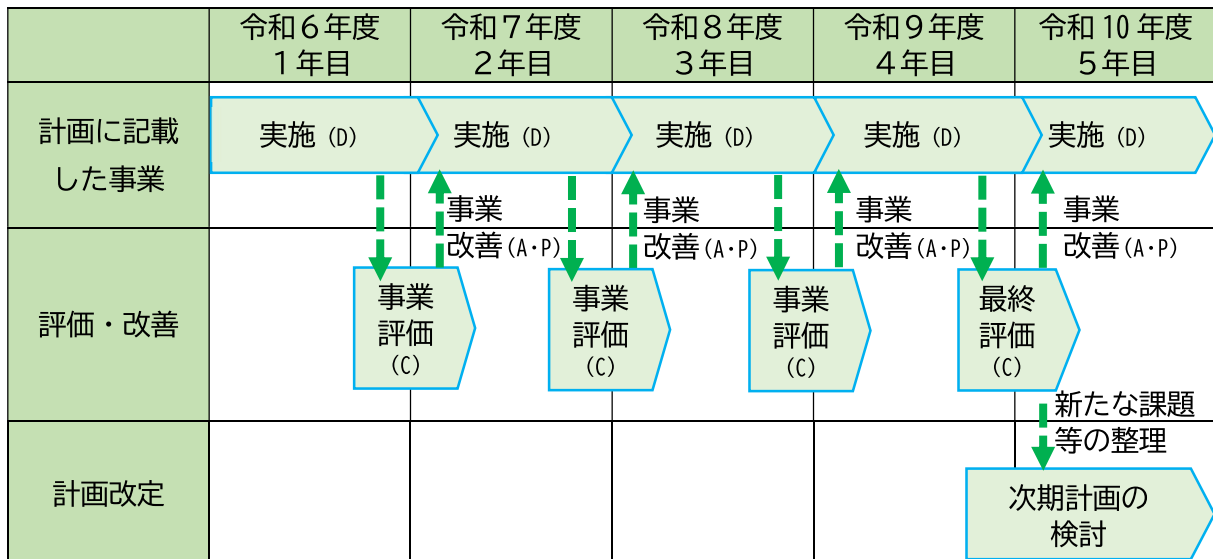 令和６年度
１年目
令和７年度
２年目
令和８年度
３年目
令和９年度
４年目
令和 10 年度
５年目
計画に記載
した事業
実施 (D)
実施 (D)
実施 (D)
実施 (D)
実施 (D)
事業
改善(A・P)
事業
改善(A・P)
事業
改善(A・P)
事業
改善(A・P)
評価・改善
事業
評価
(C)
事業
評価
(C)
事業
評価
(C)
最終
評価
(C)
新たな課題
等の整理
計画改定
次期計画の
検討